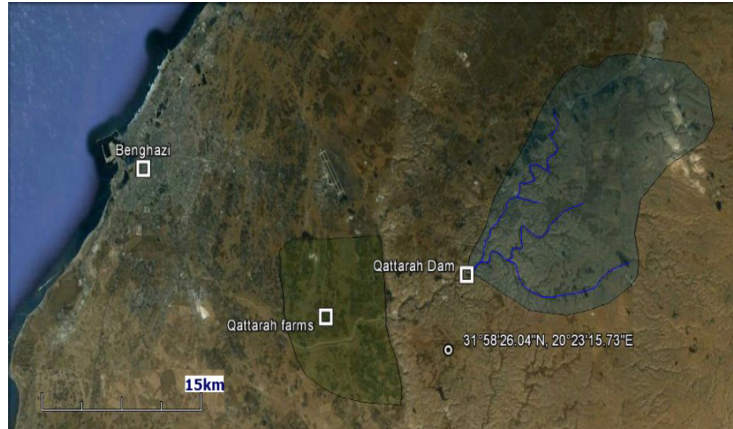 Benghazi
Qattarah Dam
Qattarah farms
31°58'26.04"N, 20°23'15.73"E
15km